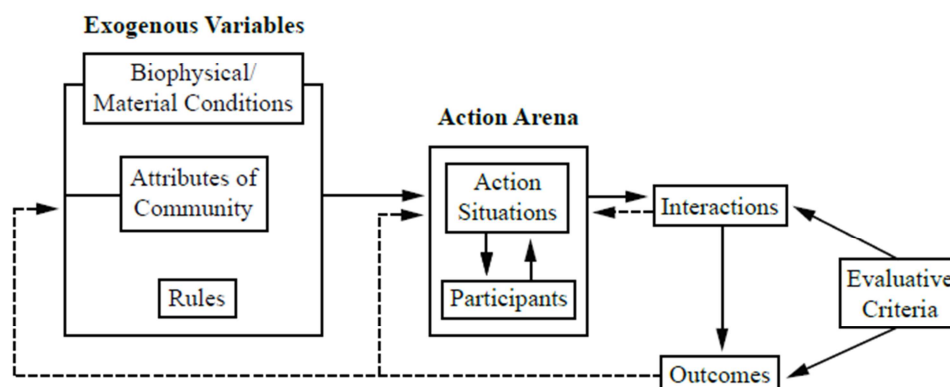 Exogenous Variables
Biophysical/
Material Conditions
Attributes of
Community
Rules
Action Arena
Action
Situations
Participants
Interactions
Outcomes
Evaluative
Criteria